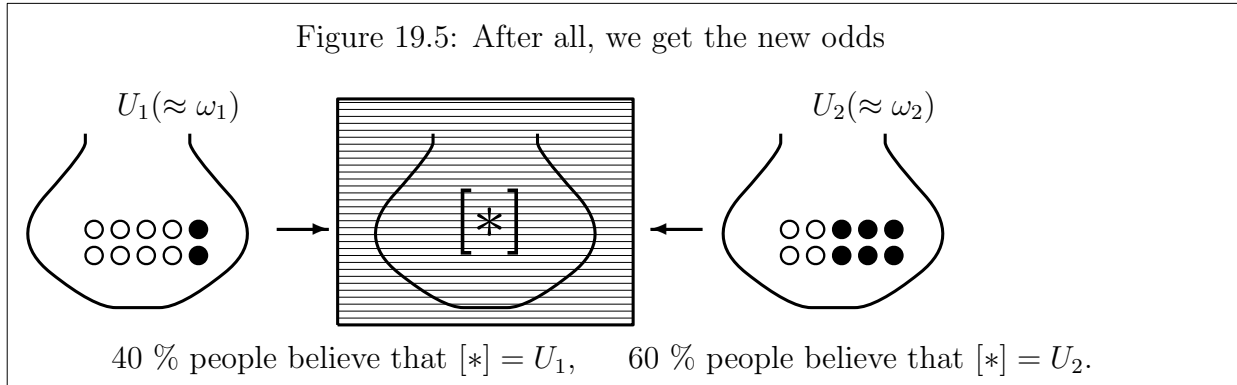 Figure 19.5: After all, we get the new odds
U₁(≈ ω₁) U₂(≈ ω₂)
[*]
40 % people believe that [*] = U₁, 60 % people believe that [*] = U₂.